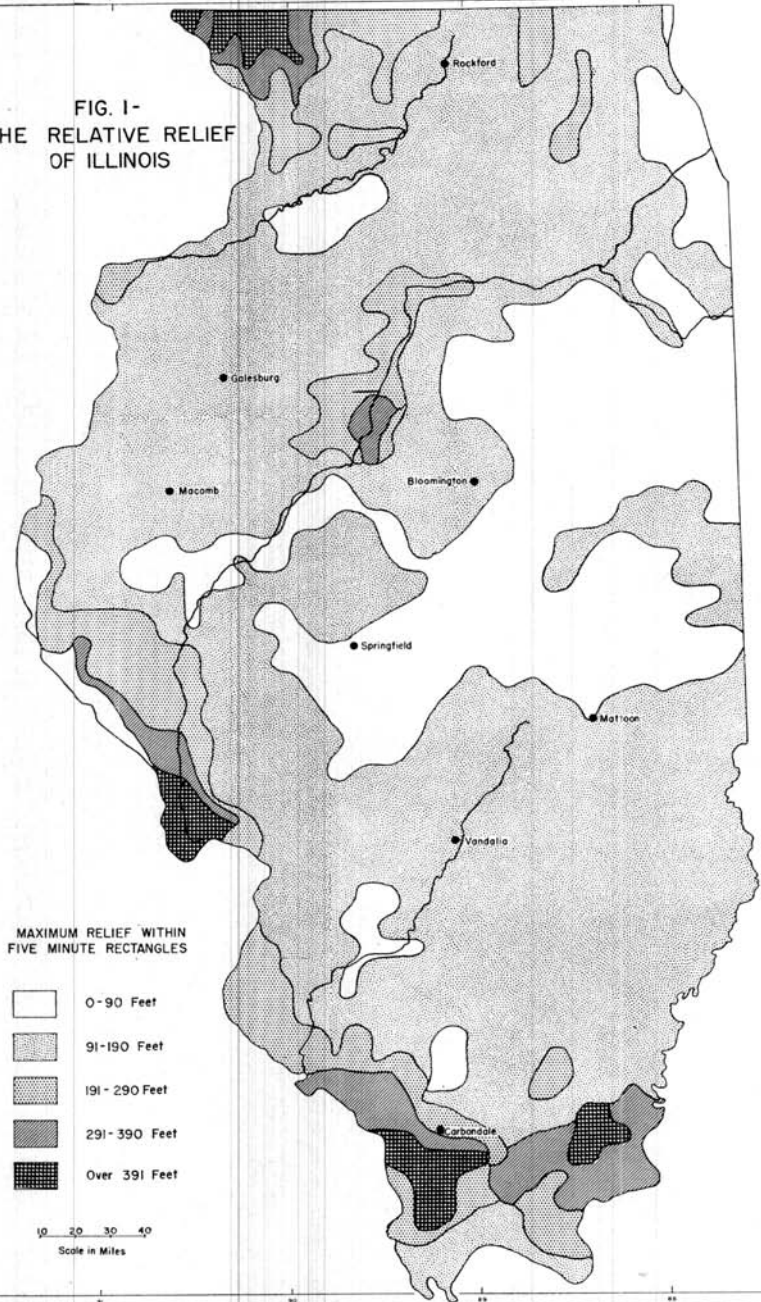 FIG. 1-
HE RELATIVE RELIEF
OF ILLINOIS
Rockford
Galesburg
Macomb
Bloomington
Springfield
Mattoon
Vandalia
Carbondale
MAXIMUM RELIEF WITHIN
FIVE MINUTE RECTANGLES
0-90 Feet
91-190 Feet
191-290 Feet
291-390 Feet
Over 391 Feet
10 20 30 40
Scale in Miles